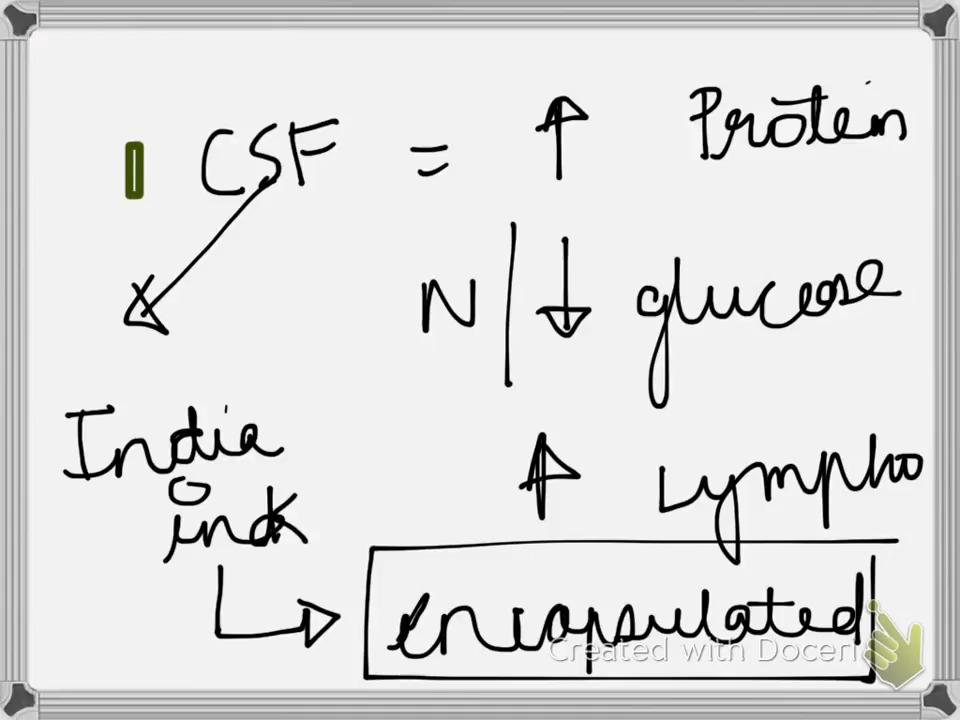 CSF = ↑ Protein
N | ↓ glucose
↑ Lympho
India
ink
encapsulated
Created with Doceri